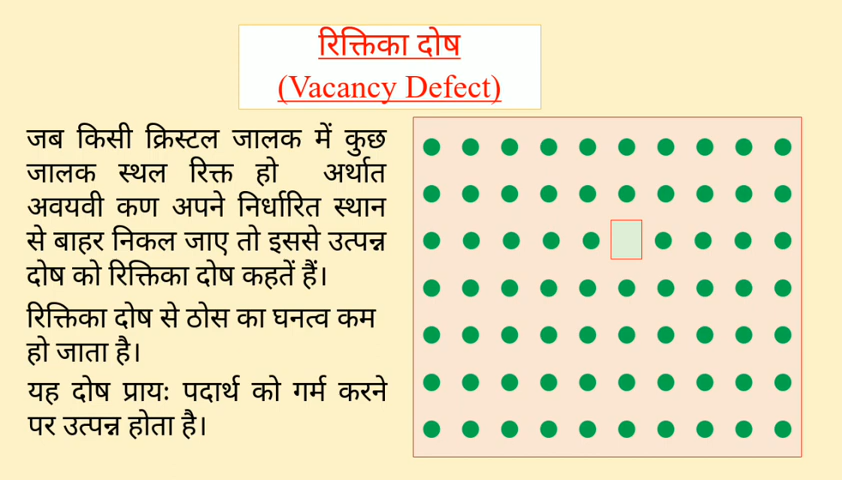 रिक्तिका दोष
(Vacancy Defect)
जब किसी क्रिस्टल जालक में कुछ
जालक स्थल रिक्त हो अर्थात
अवयवी कण अपने निर्धारित स्थान
से बाहर निकल जाए तो इससे उत्पन्न
दोष को रिक्तिका दोष कहतें हैं।
रिक्तिका दोष से ठोस का घनत्व कम
हो जाता है।
यह दोष प्रायः पदार्थ को गर्म करने
पर उत्पन्न होता है।